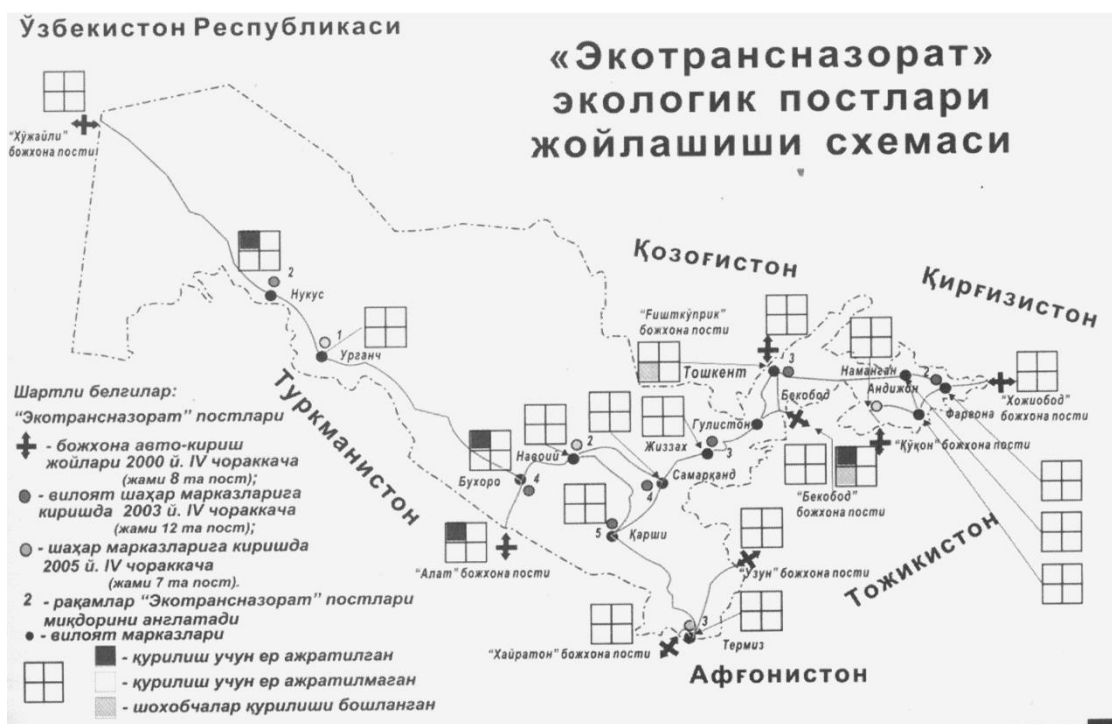 Ўзбекистон Республикаси
«Экотрансназорат»
экологик постлари
жойлашиши схемаси
"Хўжайли"
божхона пости
Қозоғистон
Қирғизистон
2
Нукус
1
Урганч
Туркманистон
"Ғишткўприк"
божхона пости
Тошкент
3
Наманган
2
Андижон
Фарғона
"Хожиобод"
божхона пости
Бекобод
Гулистон
"Қўқон" божхона пости
Жиззах
3
2
Навоий
Бухоро
4
4
Самарқанд
"Бекобод"
божхона пости
5
Қарши
"Алат" божхона пости
"Узун" божхона пости
Тожикистон
3
Термиз
"Хайратон" божхона пости
Афғонистон
Шартли белгилар:
"Экотрансназорат" постлари
- божхона авто-кириш
жойлари 2000 й. IV чораккача
(жами 8 та пост);
- вилоят шаҳар марказларига
киришда 2003 й. IV чораккача
(жами 12 та пост);
- шаҳар марказларига киришда
2005 й. IV чораккача
(жами 7 та пост).
2 - рақамлар "Экотрансназорат" постлари
миқдорини англатади
- вилоят марказлари
- қурилиш учун ер ажратилган
- қурилиш учун ер ажратилмаган
- шохобчалар қурилиши бошланган